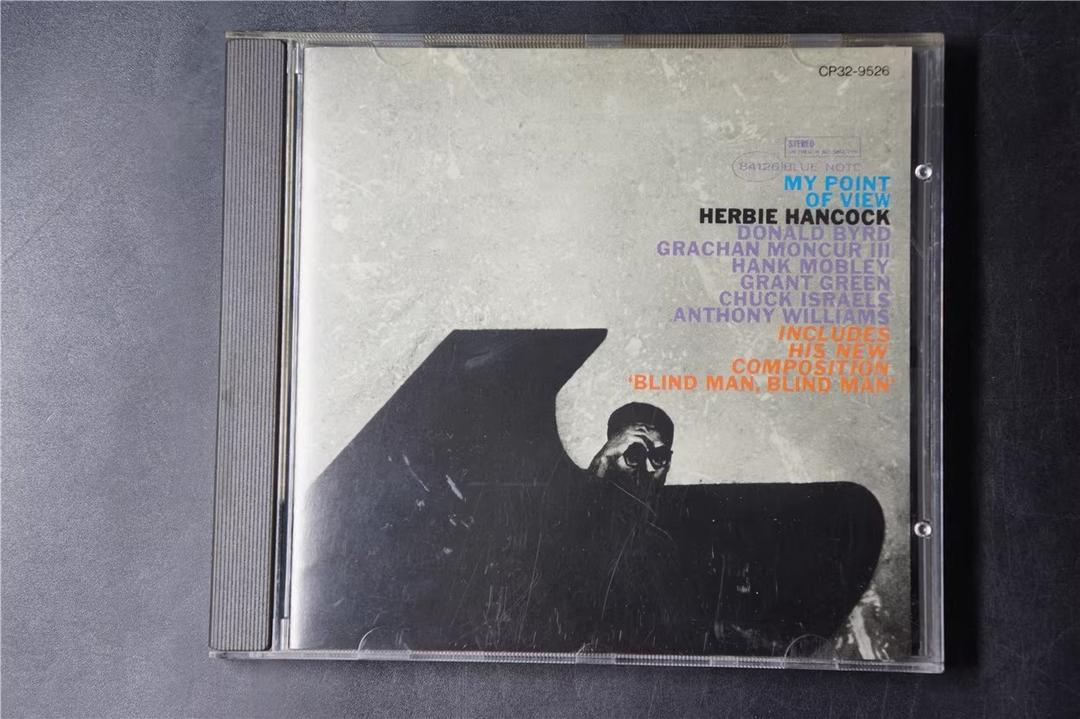 CP32-9526
STEREO
84126 BLUE NOTE
MY POINT
OF VIEW
HERBIE HANCOCK
DONALD BYRD
GRACHAN MONCUR III
HANK MOBLEY
GRANT GREEN
CHUCK ISRAELS
ANTHONY WILLIAMS
INCLUDES
HIS NEW
COMPOSITION
‘BLIND MAN, BLIND MAN’